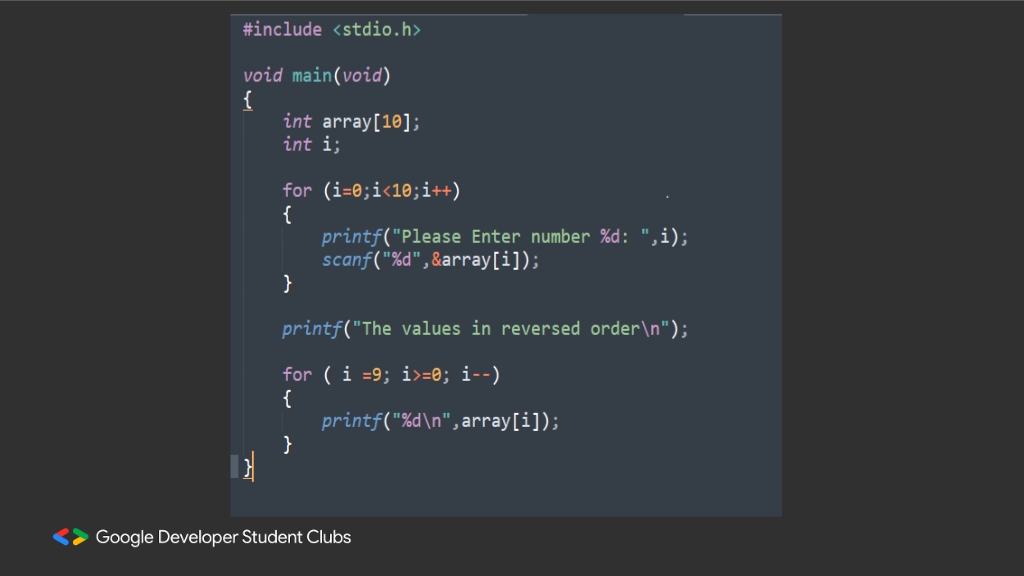 #include <stdio.h>
void main(void)
{
int array[10];
int i;
for (i=0;i<10;i++)
{
printf("Please Enter number %d: ",i);
scanf("%d",&array[i]);
}
printf("The values in reversed order\n");
for ( i =9; i>=0; i--)
{
printf("%d\n",array[i]);
}
}
Google Developer Student Clubs